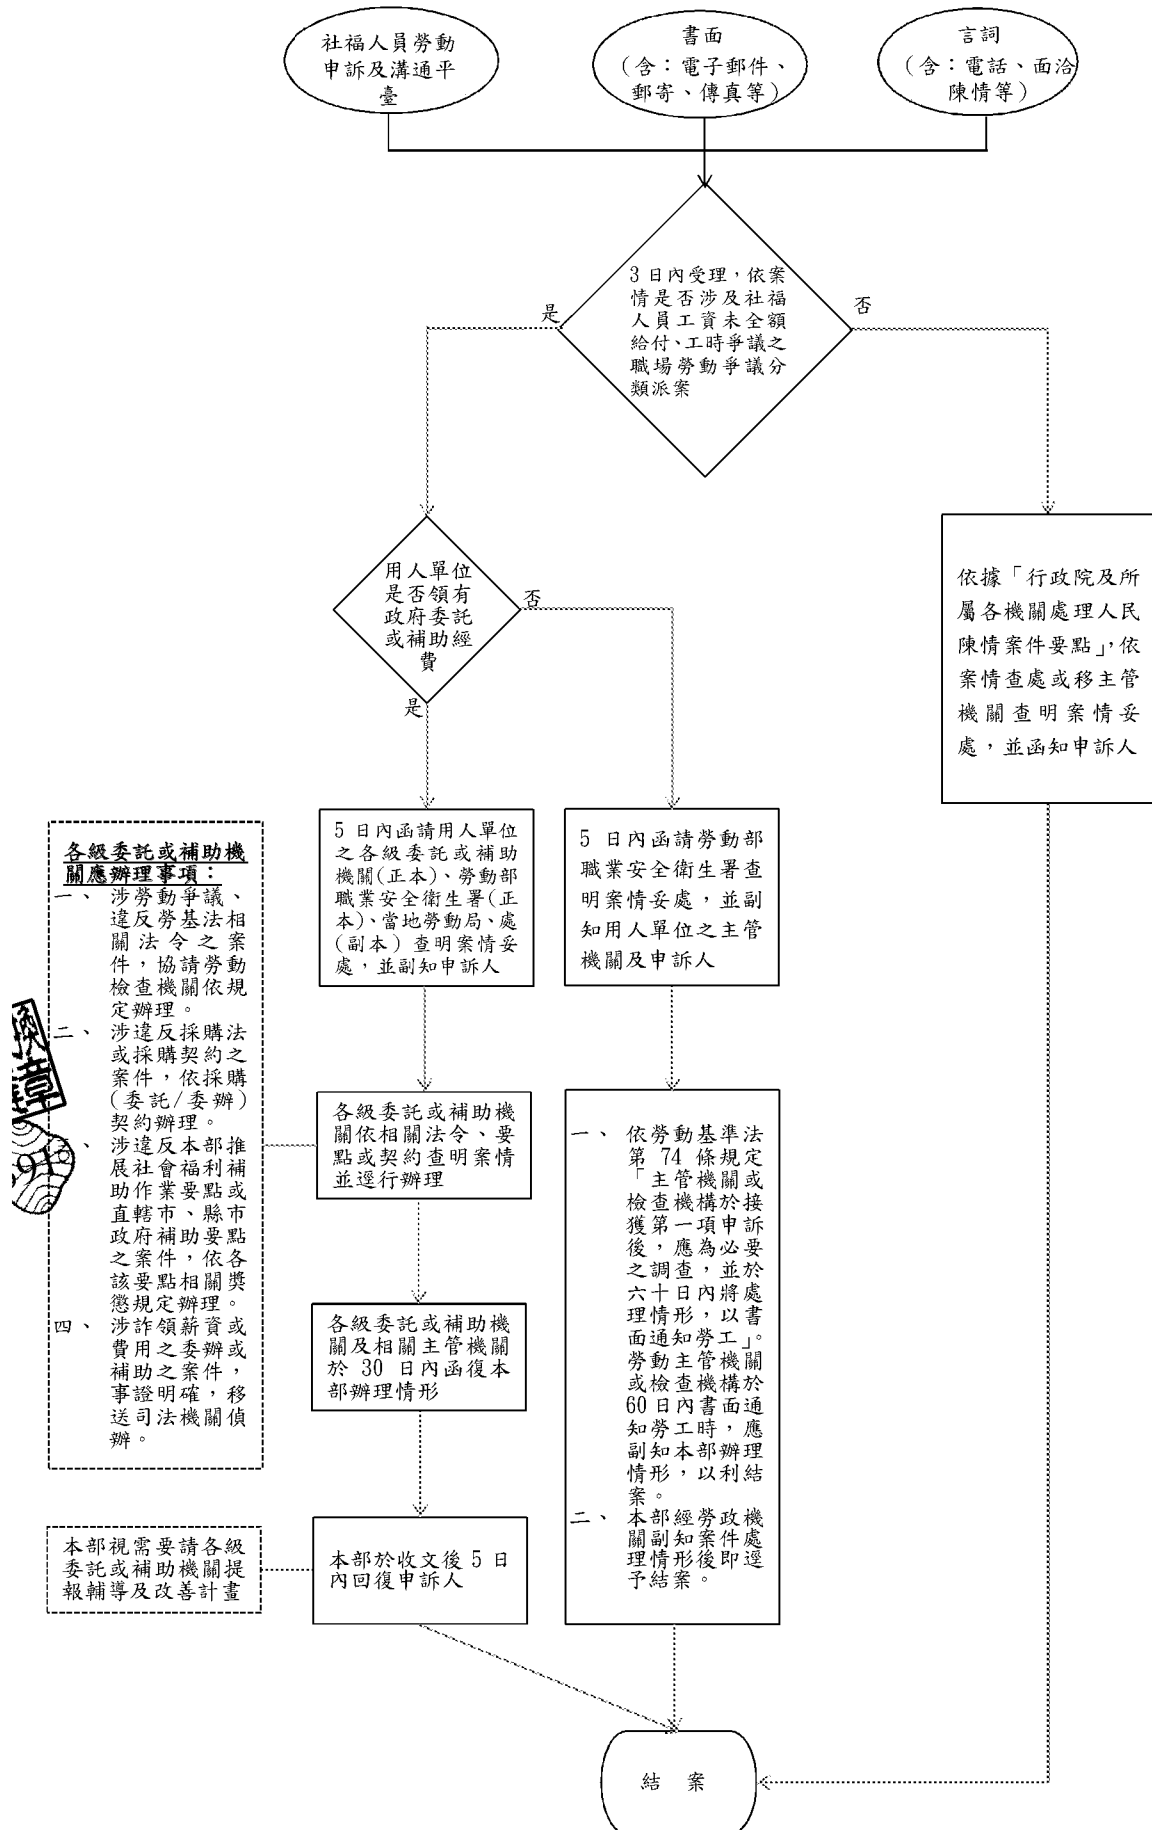 社福人員勞動
申訴及溝通平
臺
書面
（含：電子郵件、
郵寄、傳真等）
言詞
（含：電話、面洽
陳情等）
3 日內受理，依案
情是否涉及社福
人員工資未全額
給付、工時爭議之
職場勞動爭議分
類派案
是
否
用人單位
是否領有
政府委託
或補助經
費
否
是
依據「行政院及所
屬各機關處理人民
陳情案件要點」，依
案情查處或移主管
機關查明案情妥
處，並函知申訴人
5 日內函請用人單位
之各級委託或補助
機關(正本)、勞動部
職業安全衛生署(正
本)、當地勞動局、處
(副本) 查明案情妥
處，並副知申訴人
5 日內函請勞動部
職業安全衛生署查
明案情妥處，並副
知用人單位之主管
機關及申訴人
各級委託或補助機
關應辦理事項：
一、 涉勞動爭議、
違反勞基法相
關法令之案
件，協請勞動
檢查機關依規
定辦理。
二、 涉違反採購法
或採購契約之
案件，依採購
(委託/委辦)
契約辦理。
、 涉違反本部推
展社會福利補
助作業要點或
直轄市、縣市
政府補助要點
之案件，依各
該要點相關獎
懲規定辦理。
四、 涉詐領薪資或
費用之委辦或
補助之案件，
事證明確，移
送司法機關偵
辦。
各級委託或補助機
關依相關法令、要
點或契約查明案情
並逕行辦理
一、 依勞動基準法
第 74 條規定
「主管機關或
檢查機構於接
獲第一項申訴
後，應為必要
之調查，並於
六十日內將處
理情形，以書
面通知勞工」。
勞動主管機關
或檢查機構於
60 日內書面通
知勞工時，應
副知本部辦理
情形，以利結
案。
二、 本部經勞政機
關副知案件處
理情形後即逕
予結案。
各級委託或補助機
關及相關主管機關
於 30 日內函復本
部辦理情形
本部視需要請各級
委託或補助機關提
報輔導及改善計畫
本部於收文後 5 日
內回復申訴人
結 案